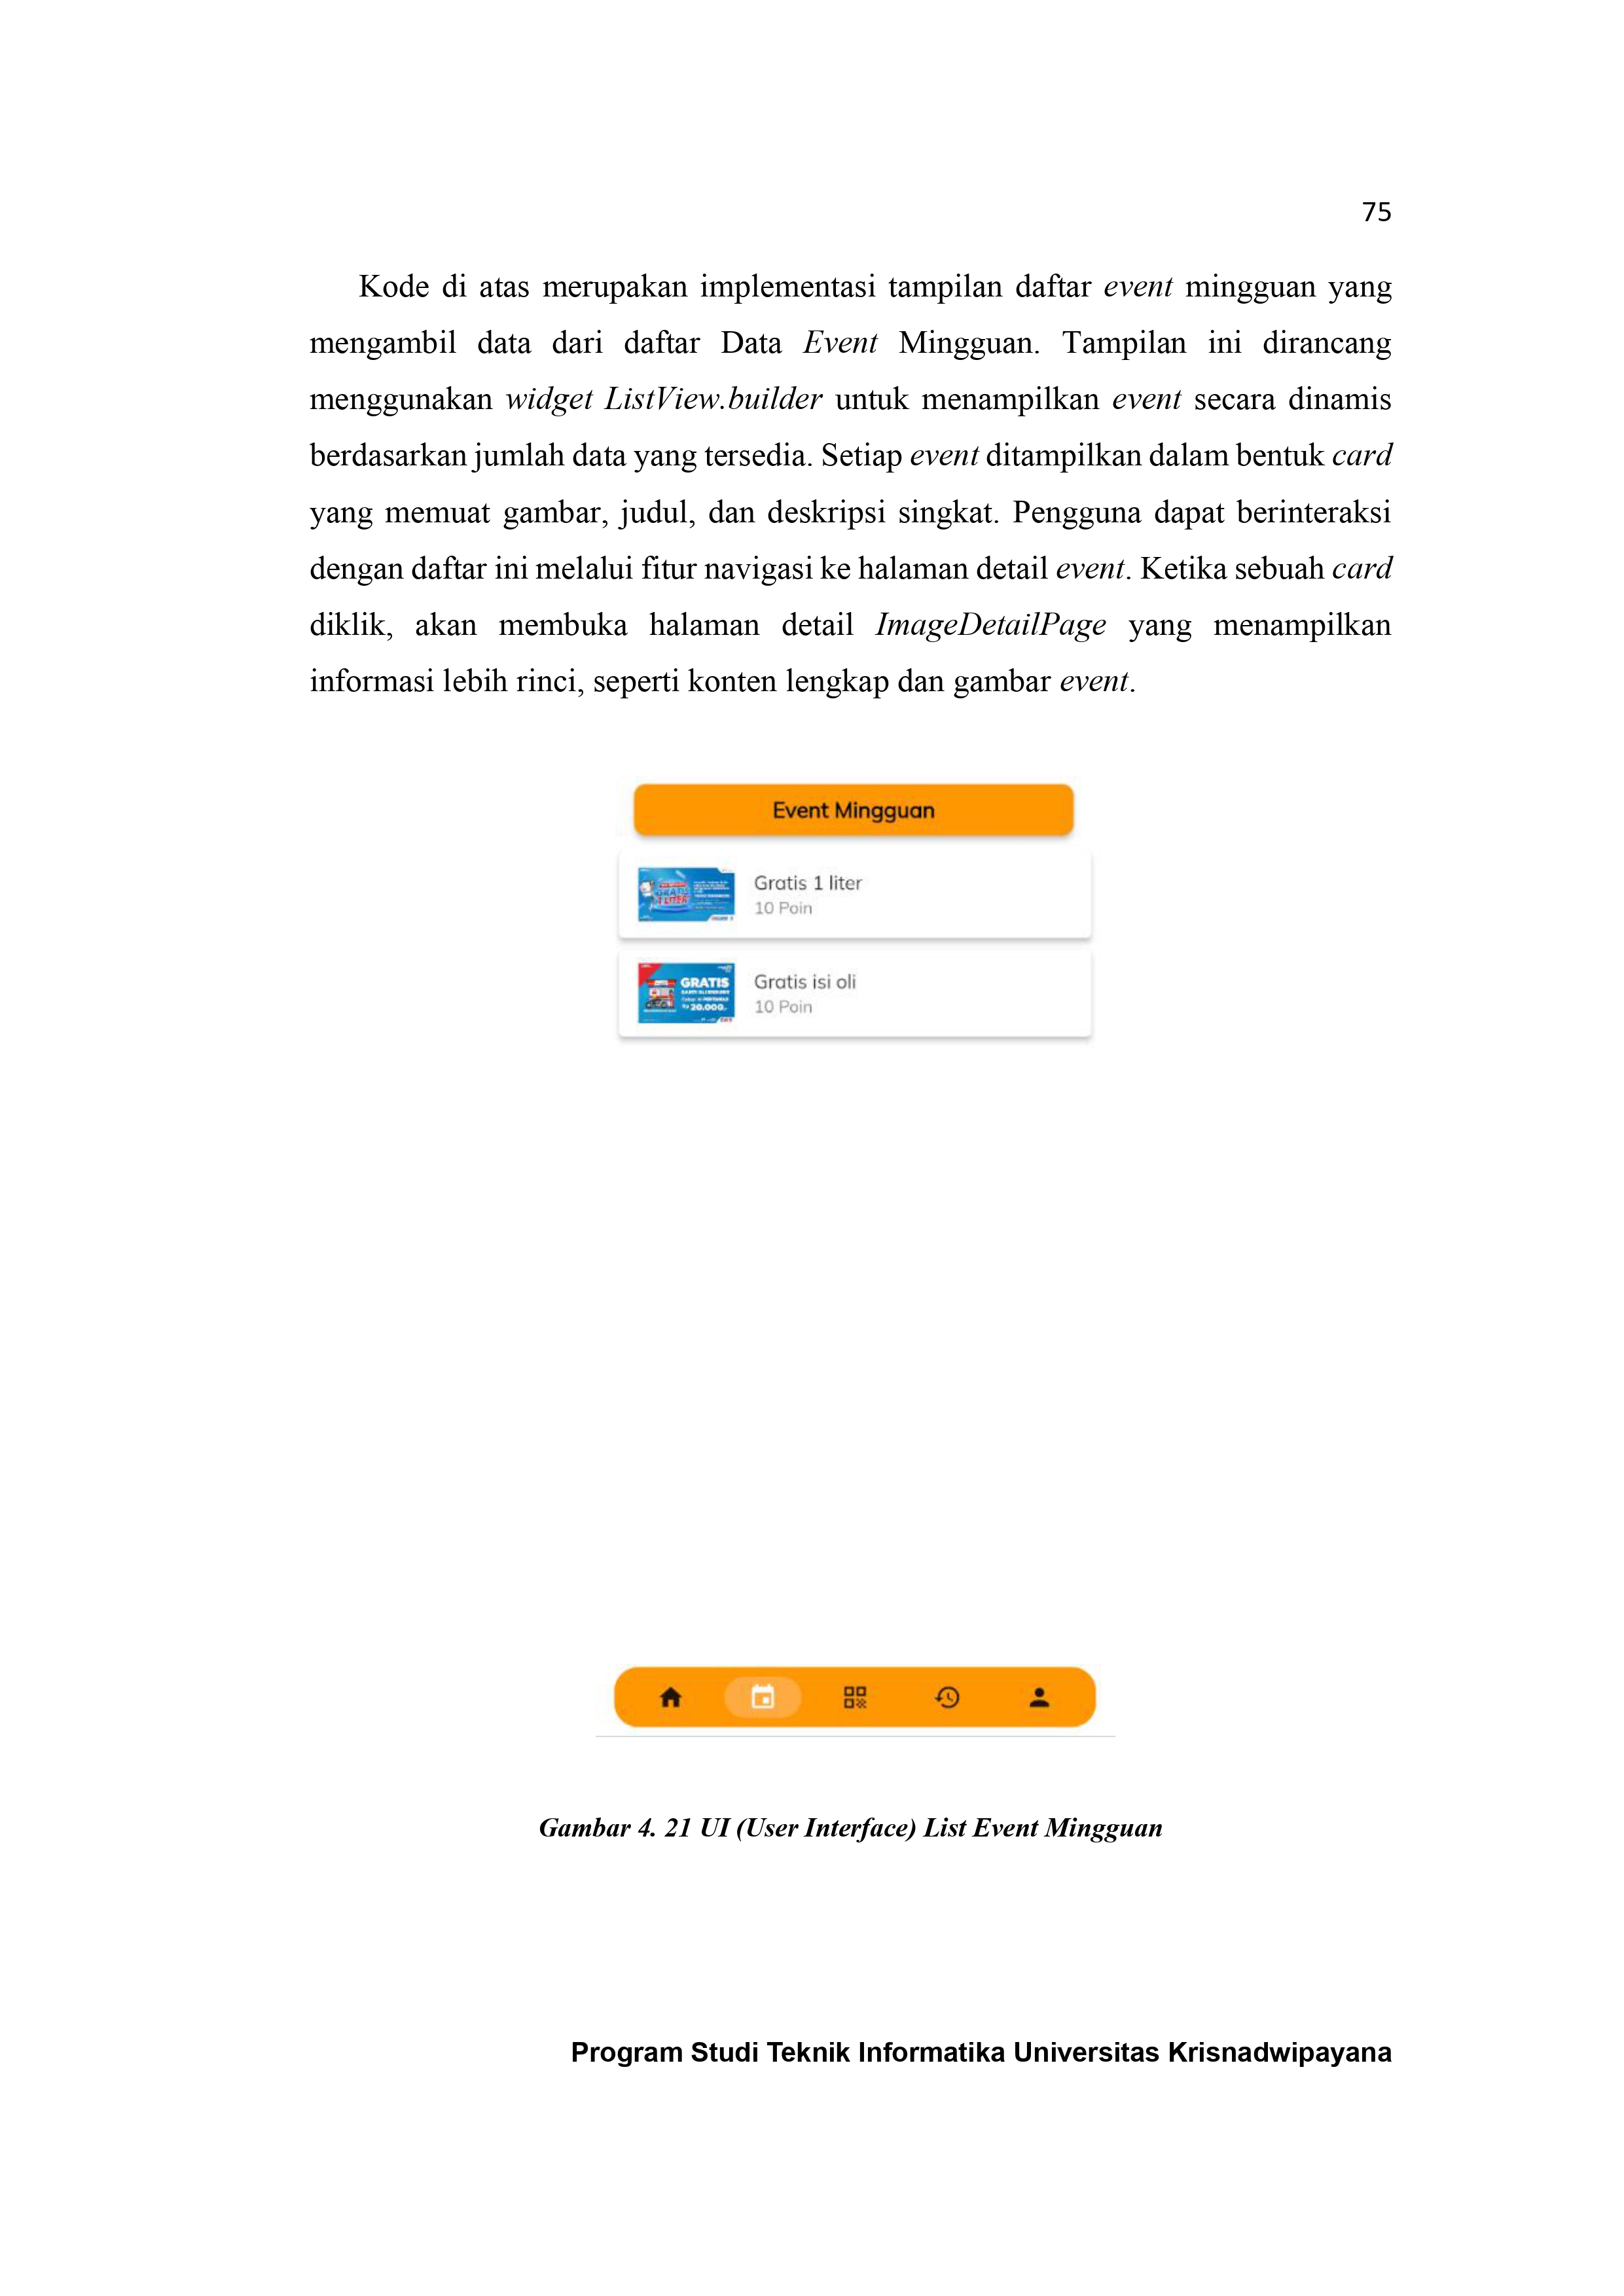 75
Kode di atas merupakan implementasi tampilan daftar event mingguan yang
mengambil data dari daftar Data Event Mingguan. Tampilan ini dirancang
menggunakan widget ListView.builder untuk menampilkan event secara dinamis
berdasarkan jumlah data yang tersedia. Setiap event ditampilkan dalam bentuk card
yang memuat gambar, judul, dan deskripsi singkat. Pengguna dapat berinteraksi
dengan daftar ini melalui fitur navigasi ke halaman detail event. Ketika sebuah card
diklik, akan membuka halaman detail ImageDetailPage yang menampilkan
informasi lebih rinci, seperti konten lengkap dan gambar event.
Event Mingguan
GRATIS
1 LITER
Gratis 1 liter
10 Poin
GRATIS
20.000
Gratis isi oli
10 Poin
Gambar 4. 21 UI (User Interface) List Event Mingguan
Program Studi Teknik Informatika Universitas Krisnadwipayana